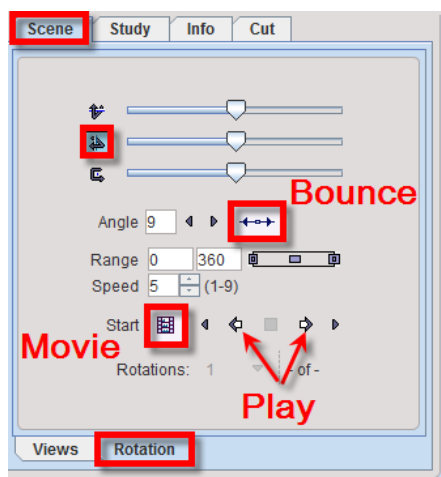 Scene Study Info Cut
Bounce
Angle 9
Range 0 360
Speed 5 (1-9)
Start
Movie
Rotations: 1 - of -
Play
Views Rotation